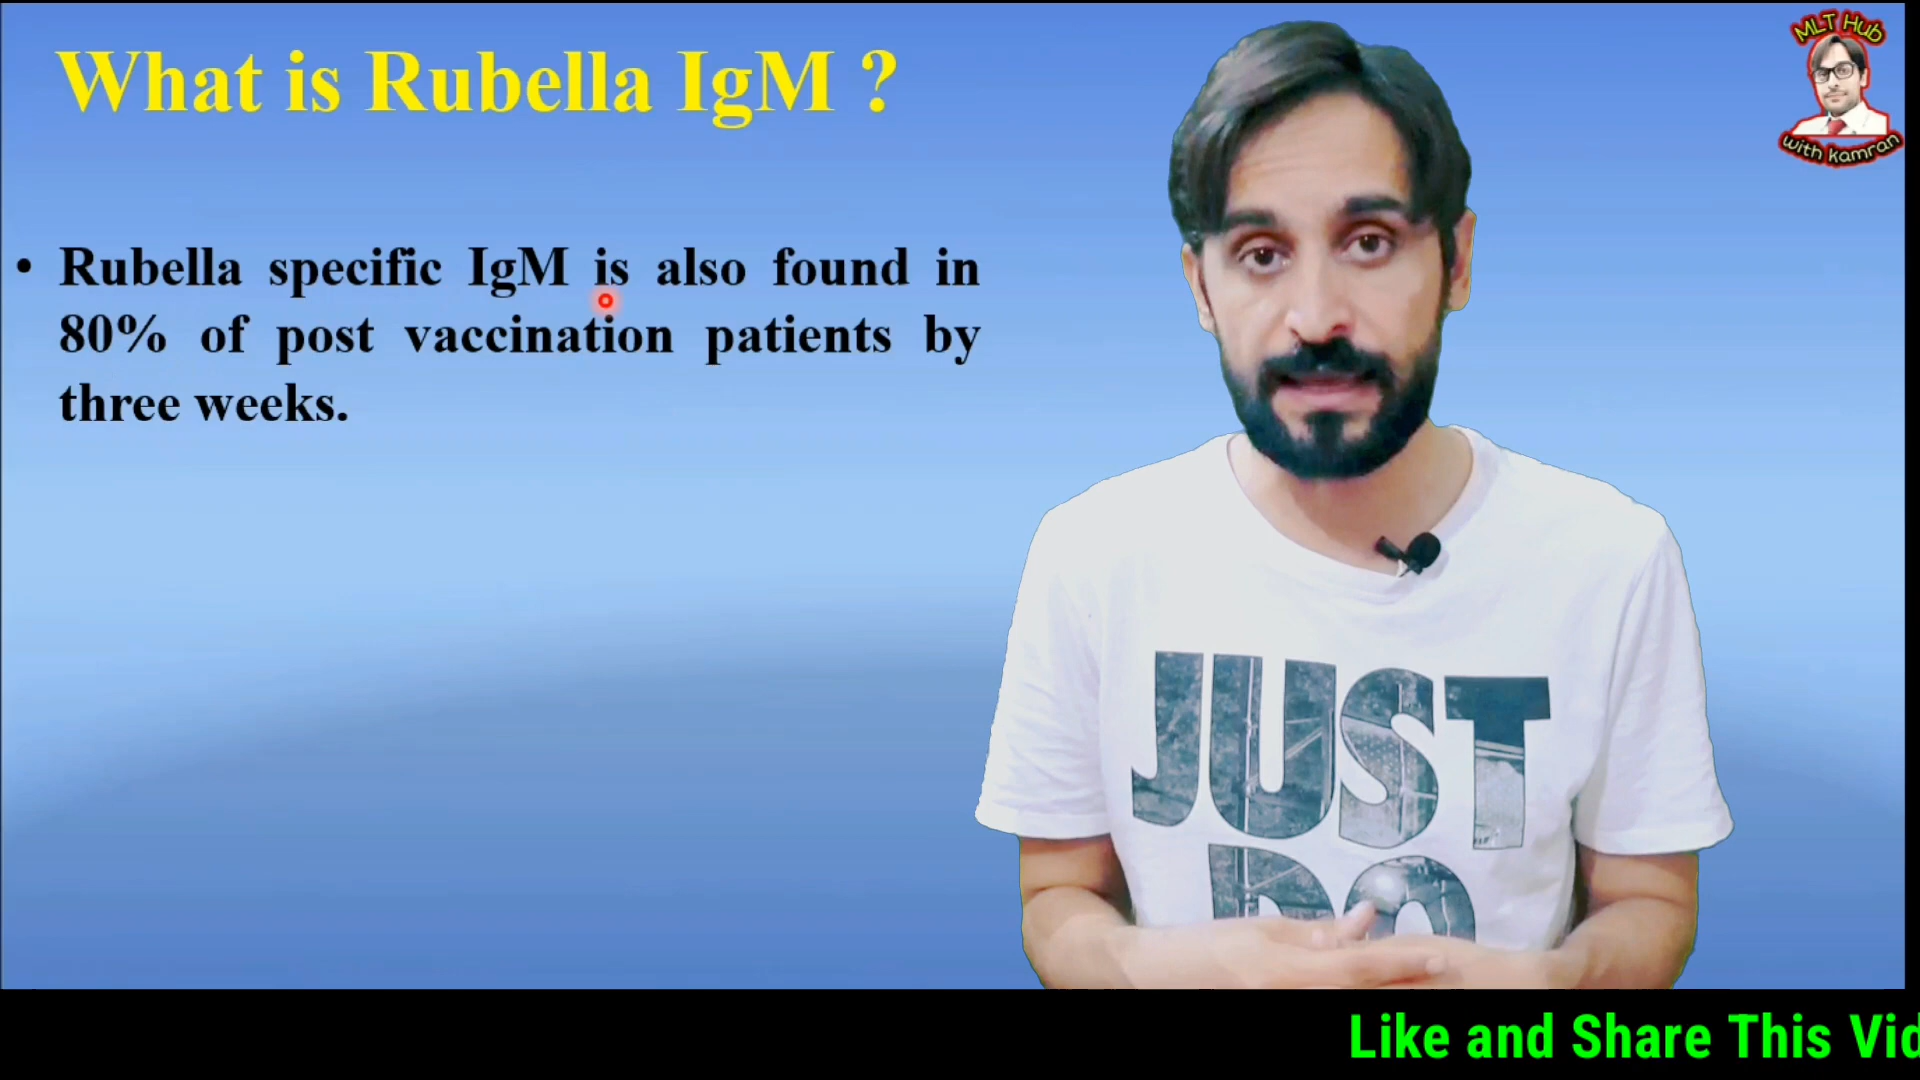 What is Rubella IgM ?
MLT Hub
with kamran
• Rubella specific IgM is also found in
80% of post vaccination patients by
three weeks.
JUST
DO
Like and Share This Vid